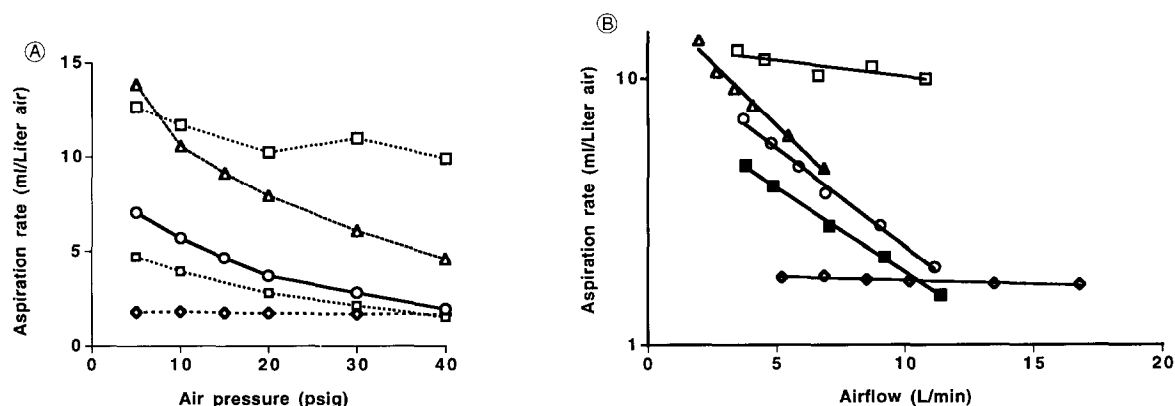 A
Aspiration rate (ml/Liter air)
15
10
5
0
0 10 20 30 40
Air pressure (psig)
B
Aspiration rate (ml/Liter air)
10
1
0 5 10 15 20
Airflow (L/min)